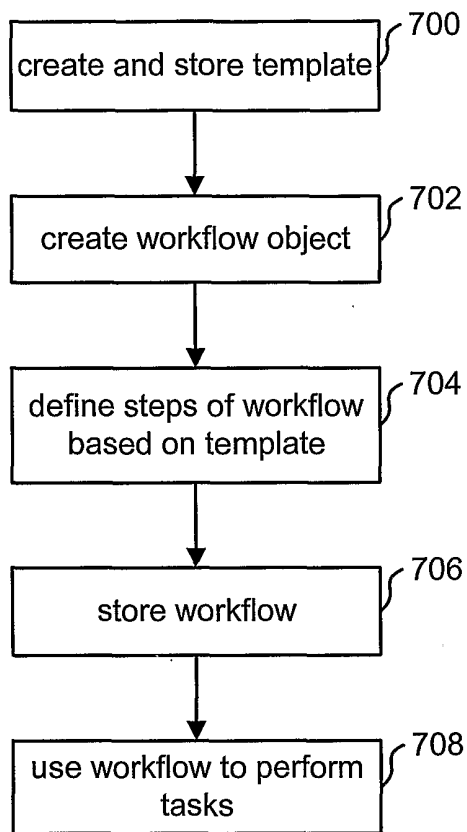 700
create and store template
702
create workflow object
704
define steps of workflow
based on template
706
store workflow
708
use workflow to perform
tasks